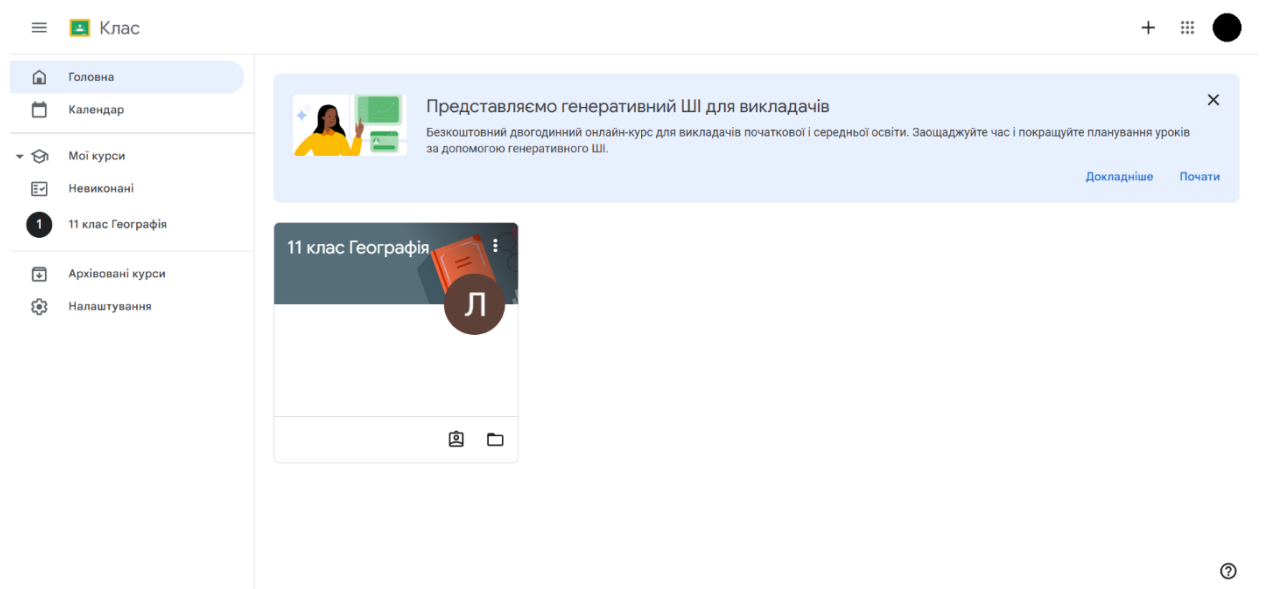 Клас
Головна
Календар
Мої курси
Невиконані
1
11 клас Географія
Архівовані курси
Налаштування
Представляємо генеративний ШІ для викладачів
Безкоштовний двогодинний онлайн-курс для викладачів початкової і середньої освіти. Заощаджуйте час і покращуйте планування уроків
за допомогою генеративного ШІ.
Докладніше Почати
11 клас Географія
Л